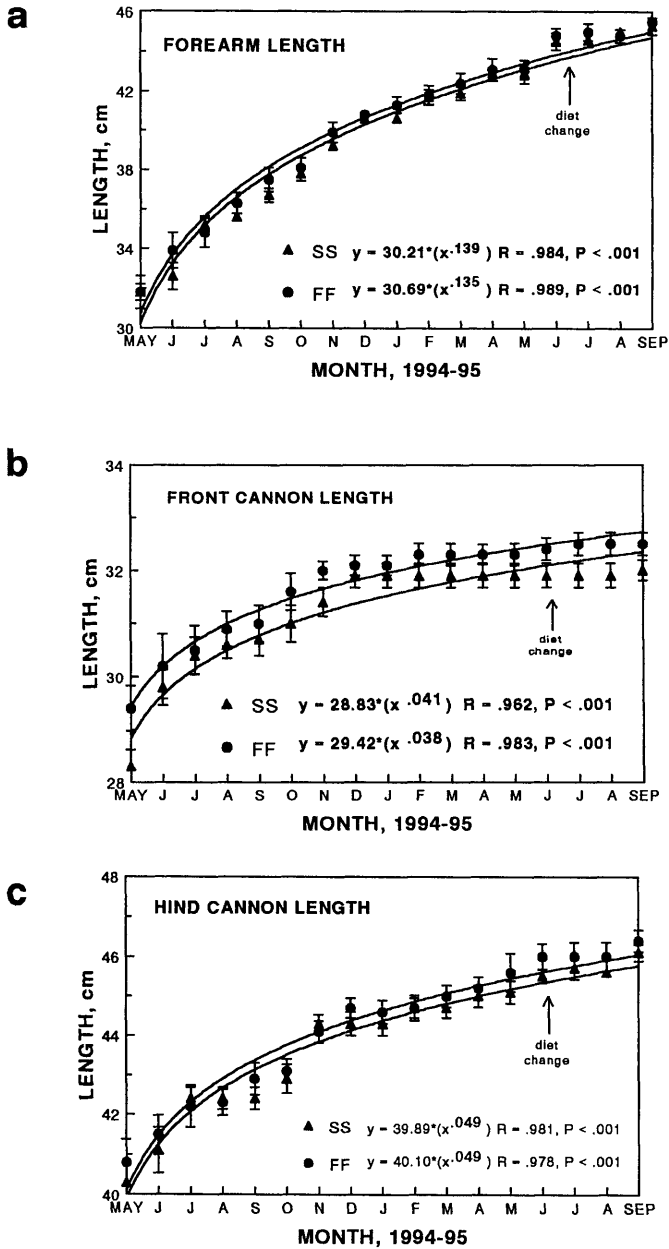 a
FOREARM LENGTH
46
42
38
34
30
LENGTH, cm
diet
change
SS y = 30.21*(x.139) R = .984, P < .001
FF y = 30.69*(x.135) R = .989, P < .001
MAY J J A S O N D J F M A M J J A SEP
MONTH, 1994-95
b
FRONT CANNON LENGTH
34
32
30
28
LENGTH, cm
diet
change
SS y = 28.83*(x .041) R = .962, P < .001
FF y = 29.42*(x .038) R = .983, P < .001
MAY J J A S O N D J F M A M J J A SEP
MONTH, 1994-95
c
HIND CANNON LENGTH
48
46
44
42
40
LENGTH, cm
diet
change
SS y = 39.89*(x.049) R = .981, P < .001
FF y = 40.10*(x.049) R = .978, P < .001
MAY J J A S O N D J F M A M J J A SEP
MONTH, 1994-95